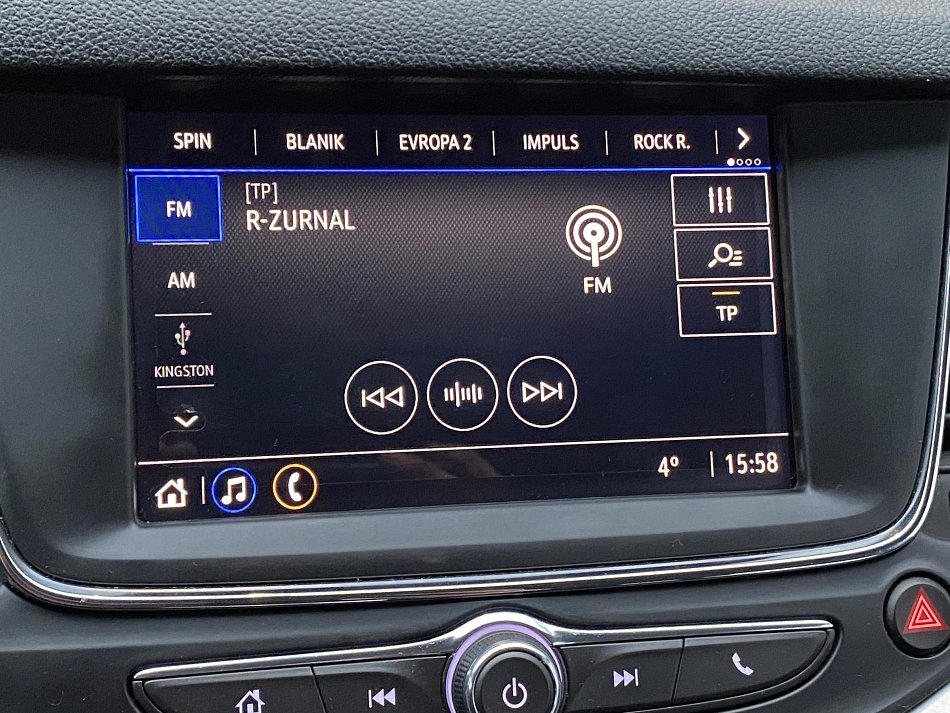 SPIN BLANIK EVROPA 2 IMPULS ROCK R.
FM
[TP]
R-ZURNAL
FM
AM
TP
KINGSTON
4° 15:58